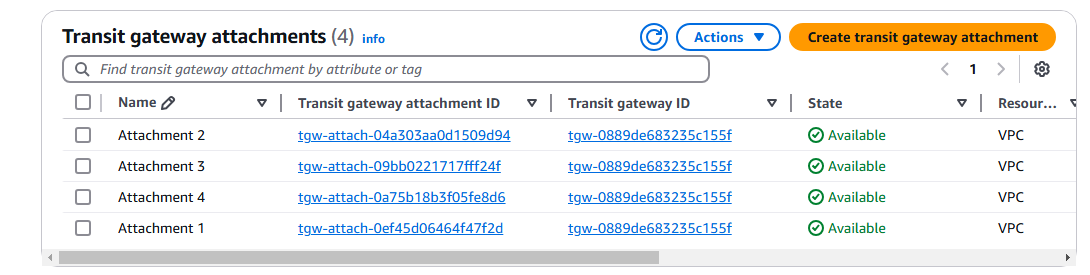 Transit gateway attachments (4) info
Actions
Create transit gateway attachment
Find transit gateway attachment by attribute or tag
1
Name Transit gateway attachment ID Transit gateway ID State Resour...
Attachment 2 tgw-attach-04a303aa0d1509d94 tgw-0889de683235c155f Available VPC
Attachment 3 tgw-attach-09bb0221717fff24f tgw-0889de683235c155f Available VPC
Attachment 4 tgw-attach-0a75b18b3f05fe8d6 tgw-0889de683235c155f Available VPC
Attachment 1 tgw-attach-0ef45d06464f47f2d tgw-0889de683235c155f Available VPC